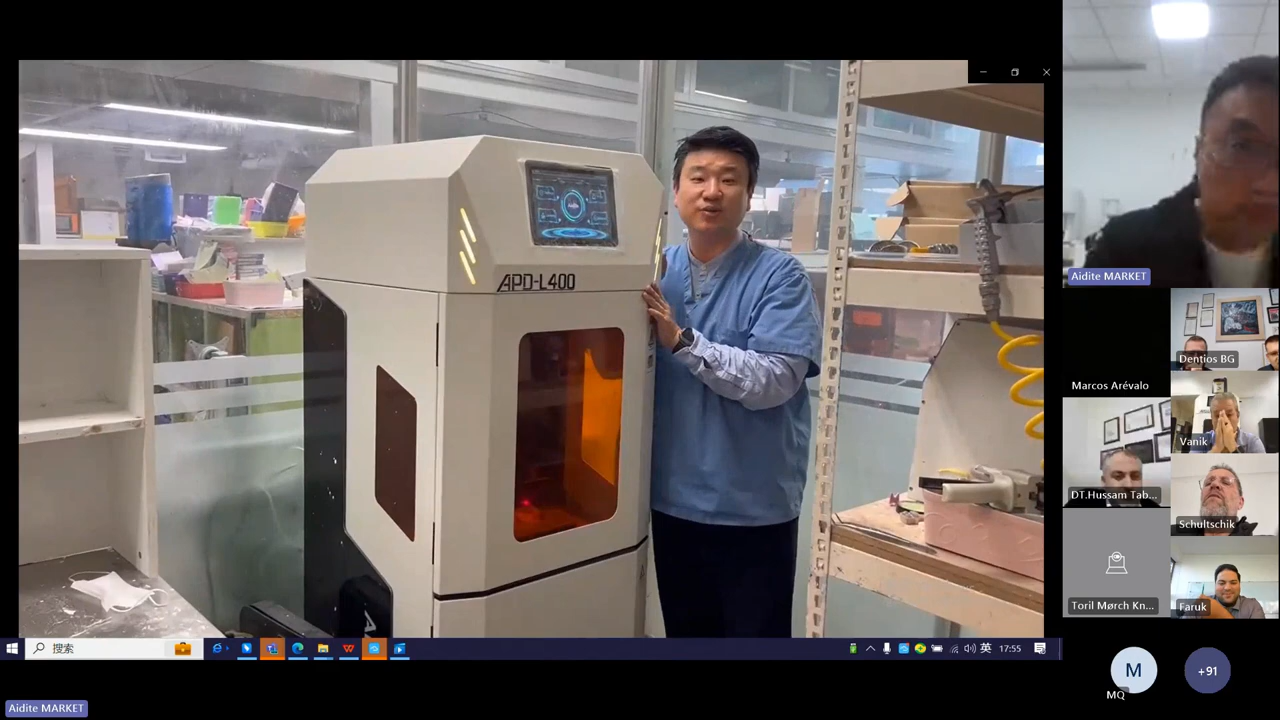 APD-L400
搜索
英
17:55
Aidite MARKET
Aidite MARKET
Dentios BG
Marcos Arévalo
Vanik
DT.Hussam Tab...
Schultschik
Toril Mørch Kn...
Faruk
M
MQ
+91